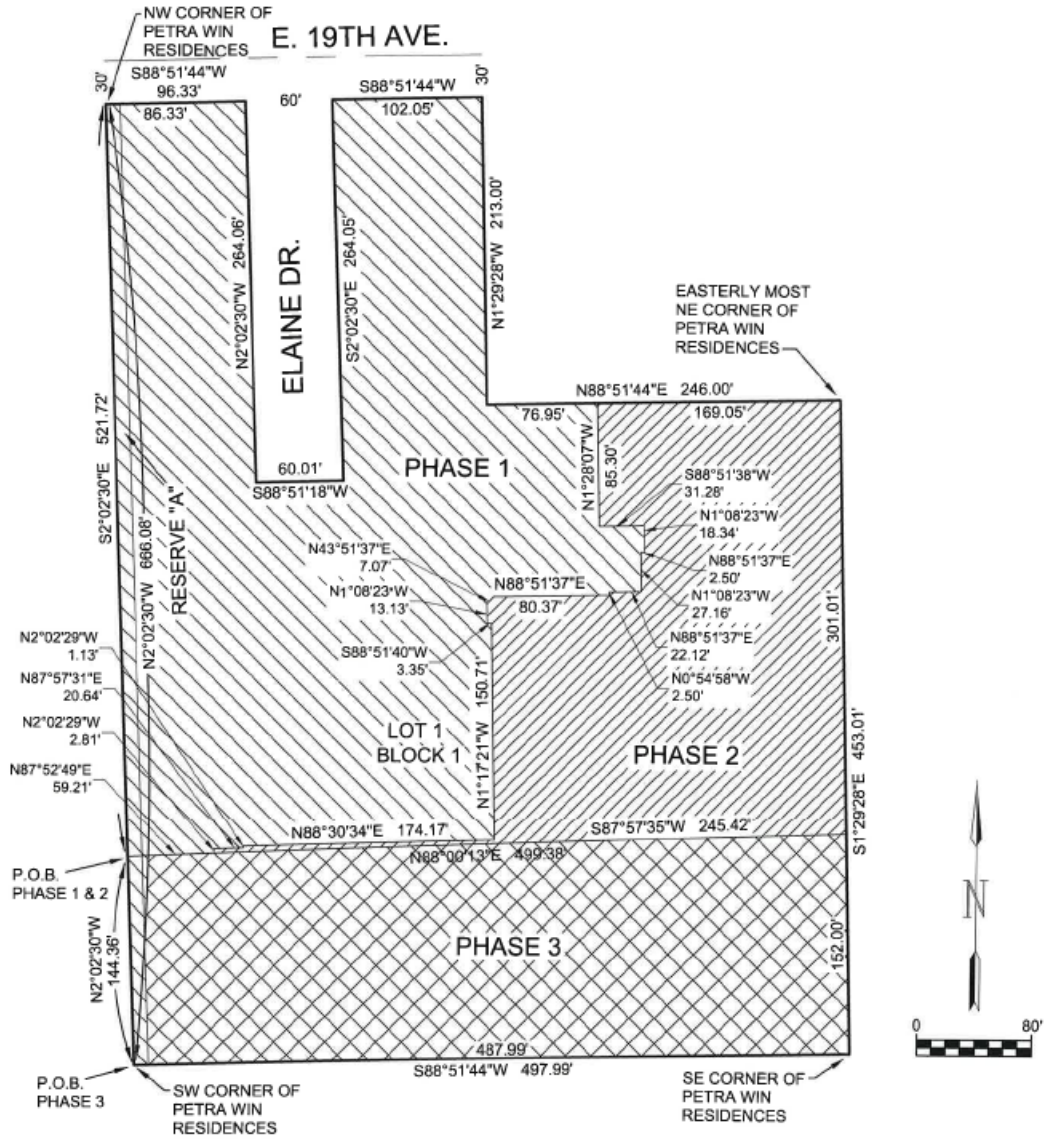 NW CORNER OF
PETRA WIN
RESIDENCES
E. 19TH AVE.
30'
S88°51'44"W
96.33'
86.33'
60'
S88°51'44"W
102.05'
30'
N2°02'30"W 264.06'
ELAINE DR.
S2°02'30"E 264.05'
N1°29'28"W 213.00'
EASTERLY MOST
NE CORNER OF
PETRA WIN
RESIDENCES
N88°51'44"E 246.00'
76.95'
169.05'
S2°02'30"E 521.72'
N2°02'30"W 666.08'
RESERVE "A"
60.01'
S88°51'18"W
PHASE 1
N1°28'07"W
85.30'
S88°51'38"W
31.28'
N1°08'23"W
18.34'
N88°51'37"E
2.50'
N1°08'23"W
27.16'
N88°51'37"E
22.12'
N0°54'58"W
2.50'
N43°51'37"E
7.07'
N1°08'23"W
13.13'
S88°51'40"W
3.35'
N88°51'37"E
80.37'
301.01'
N2°02'29"W
1.13'
N87°57'31"E
20.64'
N2°02'29"W
2.81'
N87°52'49"E
59.21'
LOT 1
BLOCK 1
N1°17'21"W 150.71'
PHASE 2
S1°29'28"E 453.01'
N88°30'34"E 174.17'
S87°57'35"W 245.42'
N88°00'13"E 499.38'
P.O.B.
PHASE 1 & 2
N2°02'30"W
144.36'
PHASE 3
152.00'
N
0 80'
487.99'
S88°51'44"W 497.99'
P.O.B.
PHASE 3
SW CORNER OF
PETRA WIN
RESIDENCES
SE CORNER OF
PETRA WIN
RESIDENCES